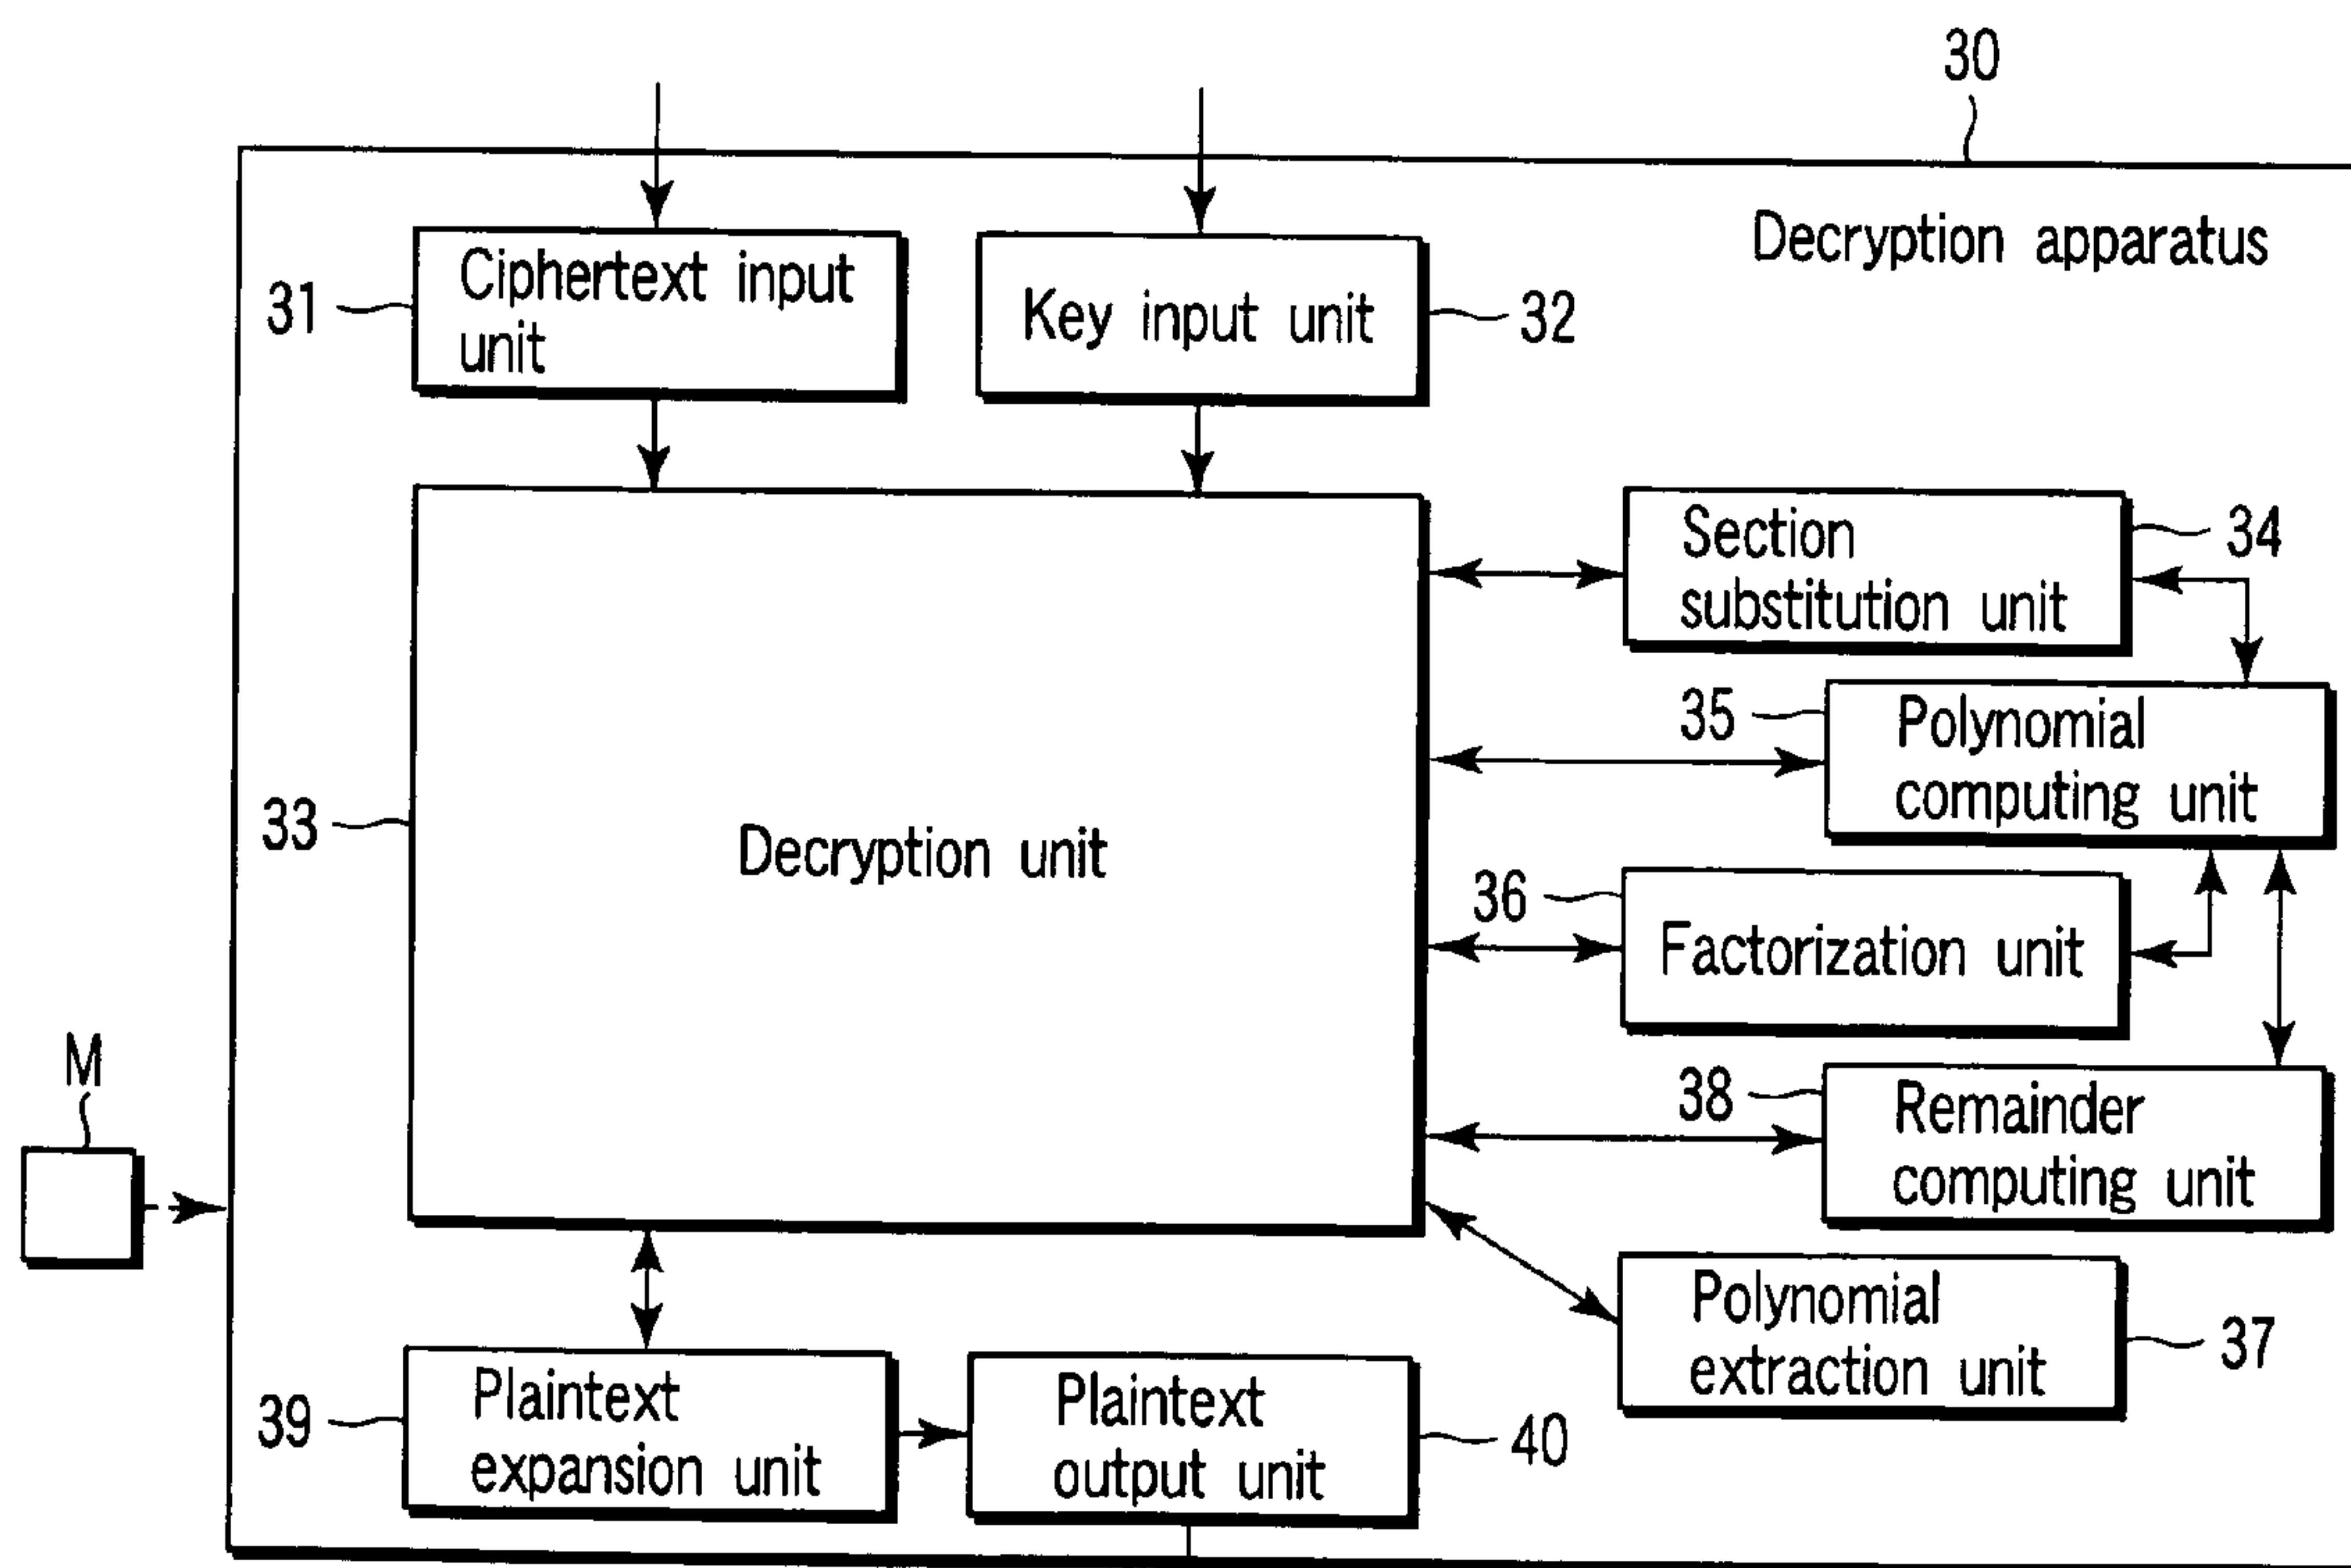 30
Decryption apparatus
31
Ciphertext input
unit
Key input unit
32
Section
substitution unit
34
35
Polynomial
computing unit
33
Decryption unit
36
Factorization unit
M
38
Remainder
computing unit
Polynomial
extraction unit
37
39
Plaintext
expansion unit
Plaintext
output unit
40